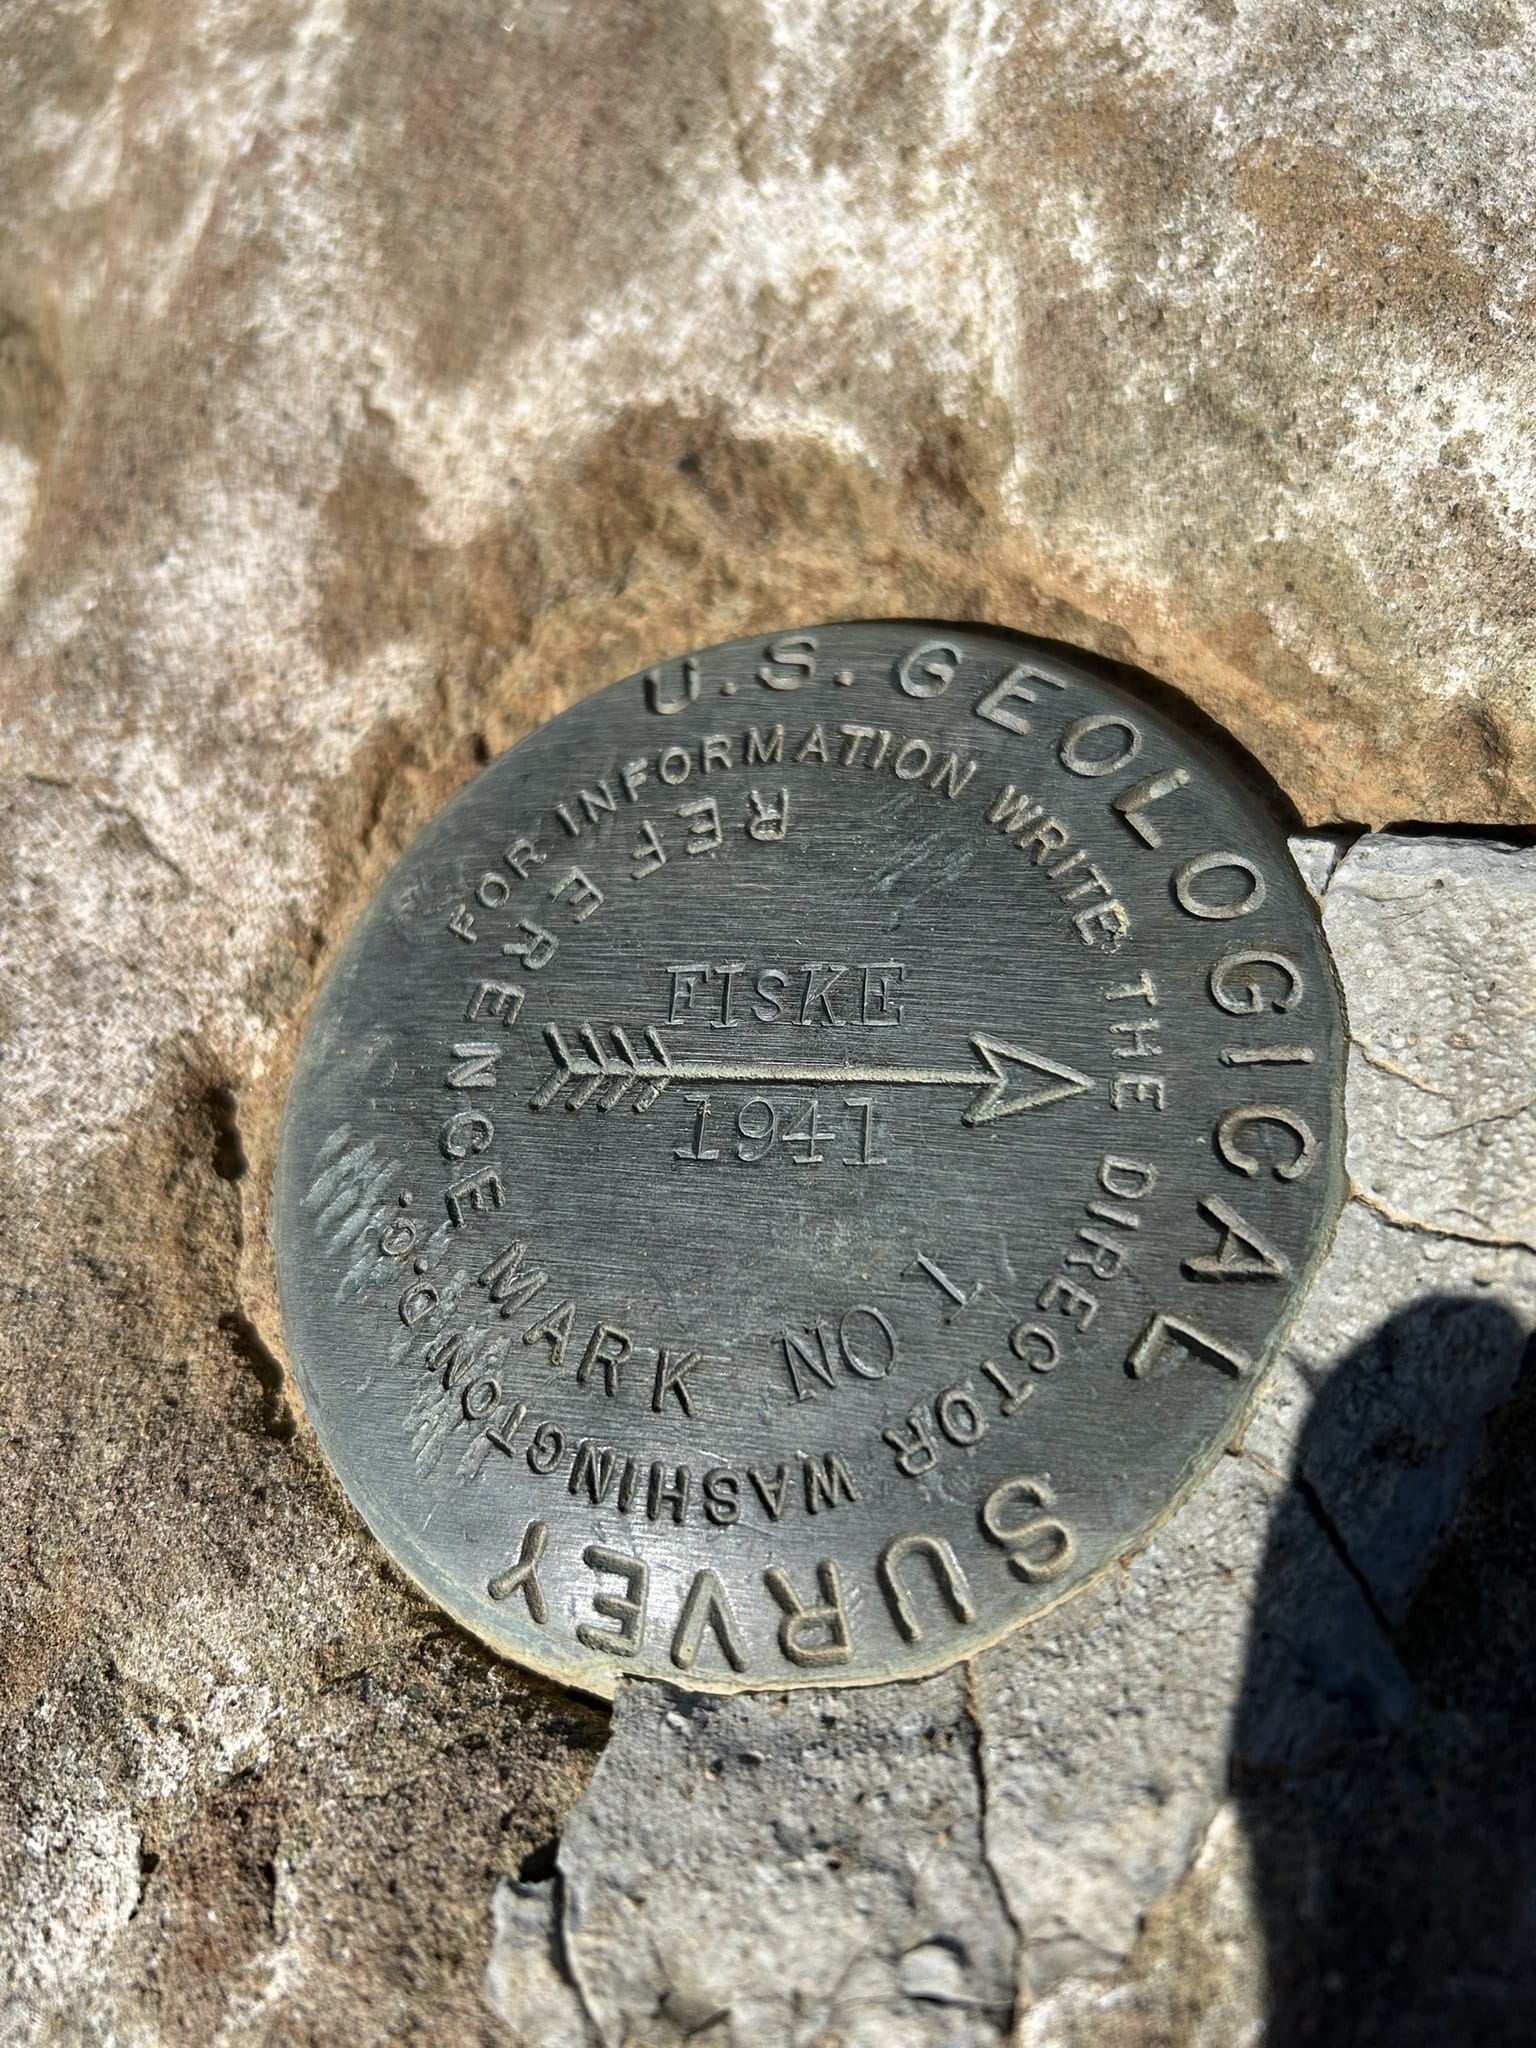 U.S. GEOLOGICAL SURVEY
FOR INFORMATION WRITE THE DIRECTOR WASHINGTON D.C.
REFERENCE MARK NO 1
FISKE
1941